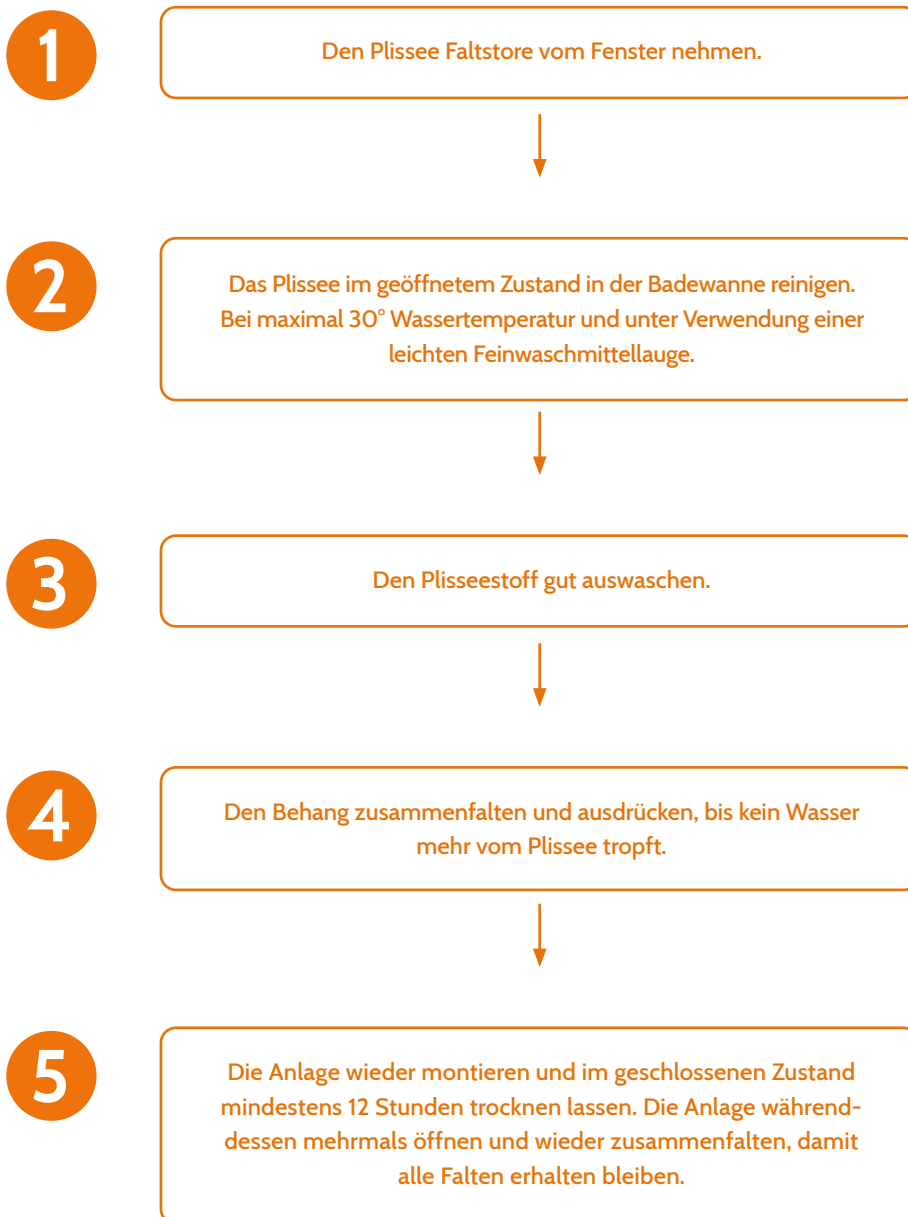 1
Den Plissee Faltstore vom Fenster nehmen.
2
Das Plissee im geöffnetem Zustand in der Badewanne reinigen.
Bei maximal 30° Wassertemperatur und unter Verwendung einer
leichten Feinwaschmittellauge.
3
Den Plisseestoff gut auswaschen.
4
Den Behang zusammenfalten und ausdrücken, bis kein Wasser
mehr vom Plissee tropft.
5
Die Anlage wieder montieren und im geschlossenen Zustand
mindestens 12 Stunden trocknen lassen. Die Anlage während-
dessen mehrmals öffnen und wieder zusammenfalten, damit
alle Falten erhalten bleiben.